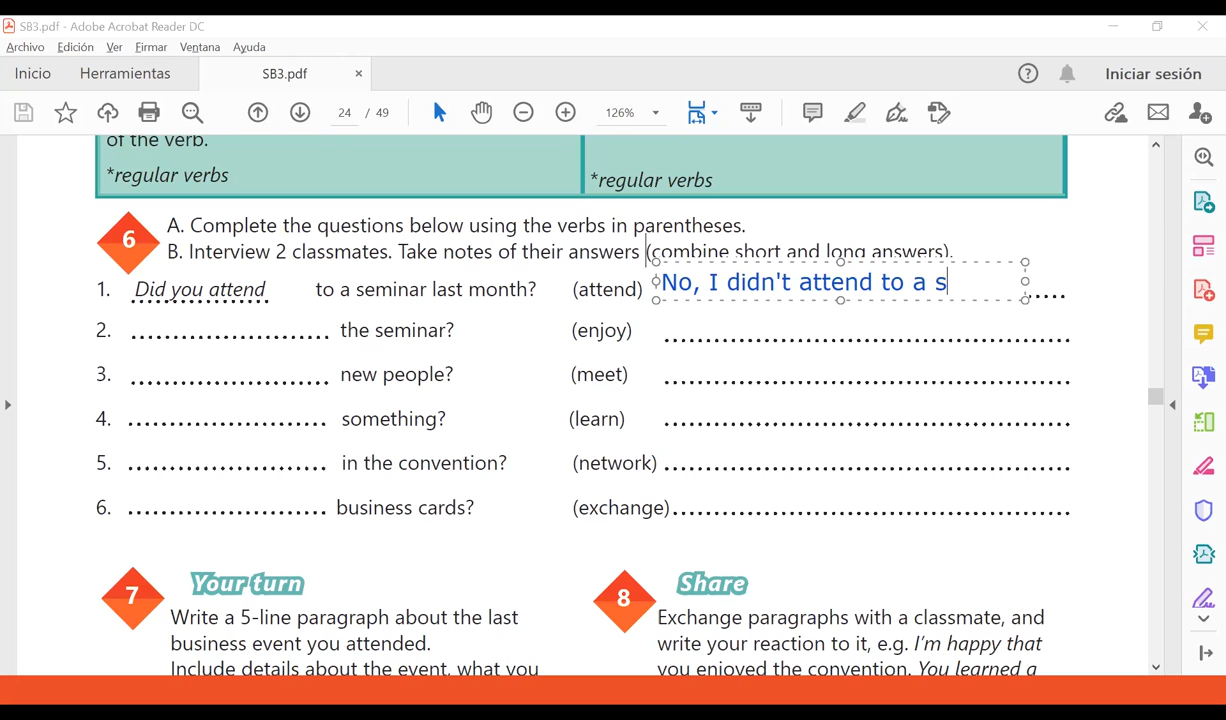 SB3.pdf - Adobe Acrobat Reader DC
Archivo Edición Ver Firmar Ventana Ayuda
Inicio Herramientas SB3.pdf × Iniciar sesión
24 / 49 126%
of the verb.
*regular verbs *regular verbs
6 A. Complete the questions below using the verbs in parentheses.
B. Interview 2 classmates. Take notes of their answers (combine short and long answers).
1. Did you attend to a seminar last month? (attend) No, I didn't attend to a s
2. ........................ the seminar? (enjoy) ........................
3. ........................ new people? (meet) ........................
4. ........................ something? (learn) ........................
5. ........................ in the convention? (network) ........................
6. ........................ business cards? (exchange) ........................
7 Your turn
Write a 5-line paragraph about the last
business event you attended.
Include details about the event, what you
8 Share
Exchange paragraphs with a classmate, and
write your reaction to it, e.g. I'm happy that
you enjoyed the convention. You learned a